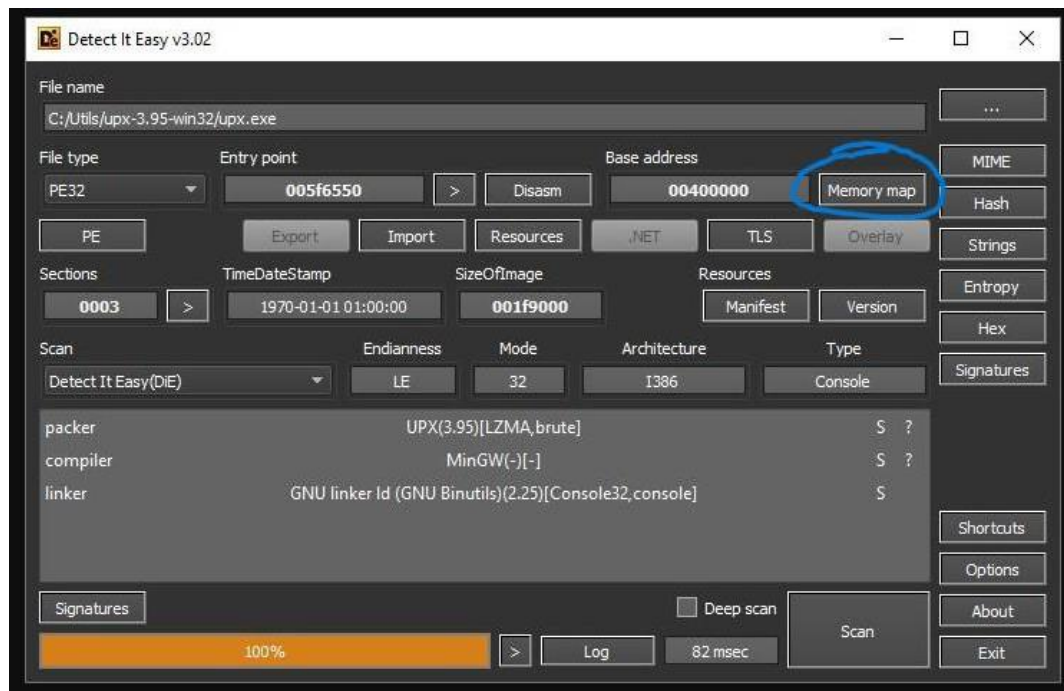 Detect It Easy v3.02
File name
C:/Utils/upx-3.95-win32/upx.exe
...
File type Entry point Base address
PE32 005f6550 > Disasm 00400000 Memory map MIME
Hash
PE Export Import Resources .NET TLS Overlay
Strings
Sections TimeDateStamp SizeOfImage Resources
Entropy
0003 > 1970-01-01 01:00:00 001f9000 Manifest Version
Hex
Scan Endianness Mode Architecture Type
Signatures
Detect It Easy(DiE) LE 32 I386 Console
packer UPX(3.95)[LZMA,brute] S ?
compiler MinGW(-)[-] S ?
linker GNU linker ld (GNU Binutils)(2.25)[Console32,console] S
Shortcuts
Options
Signatures Deep scan Scan About
100% > Log 82 msec Exit